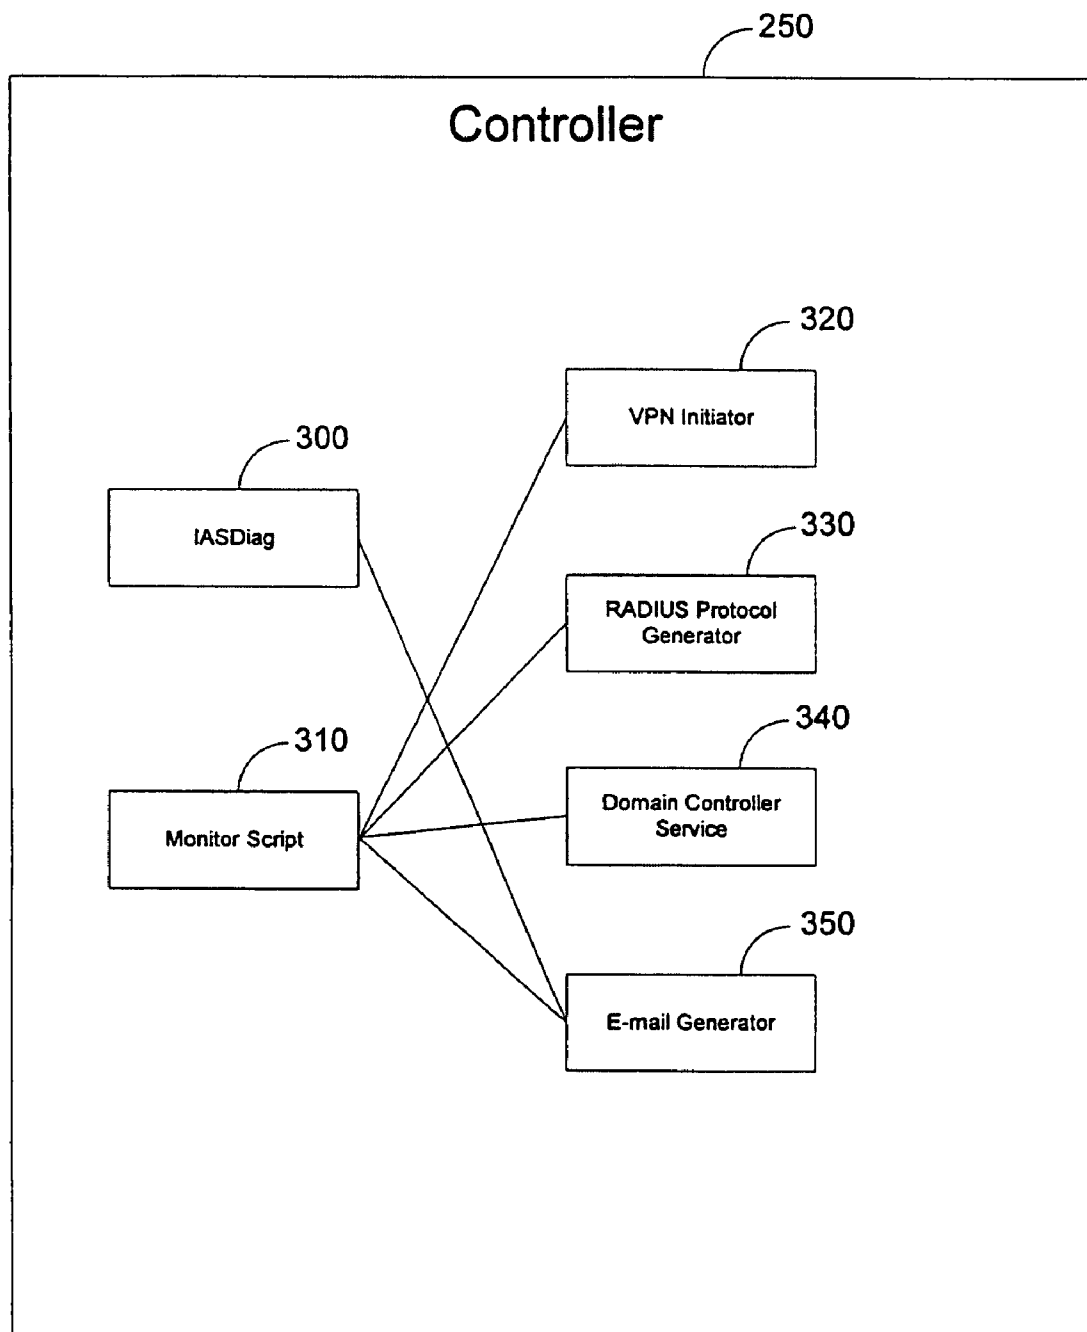 250
Controller
320
VPN Initiator
300
IASDiag
330
RADIUS Protocol
Generator
310
Monitor Script
340
Domain Controller
Service
350
E-mail Generator